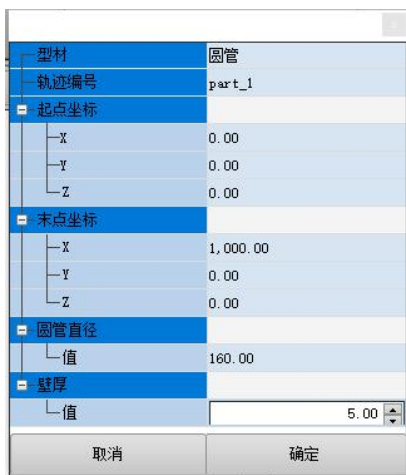 型材 圆管
轨迹编号 part_1
起点坐标
X 0.00
Y 0.00
Z 0.00
末点坐标
X 1,000.00
Y 0.00
Z 0.00
圆管直径
值 160.00
壁厚
值 5.00
取消 确定